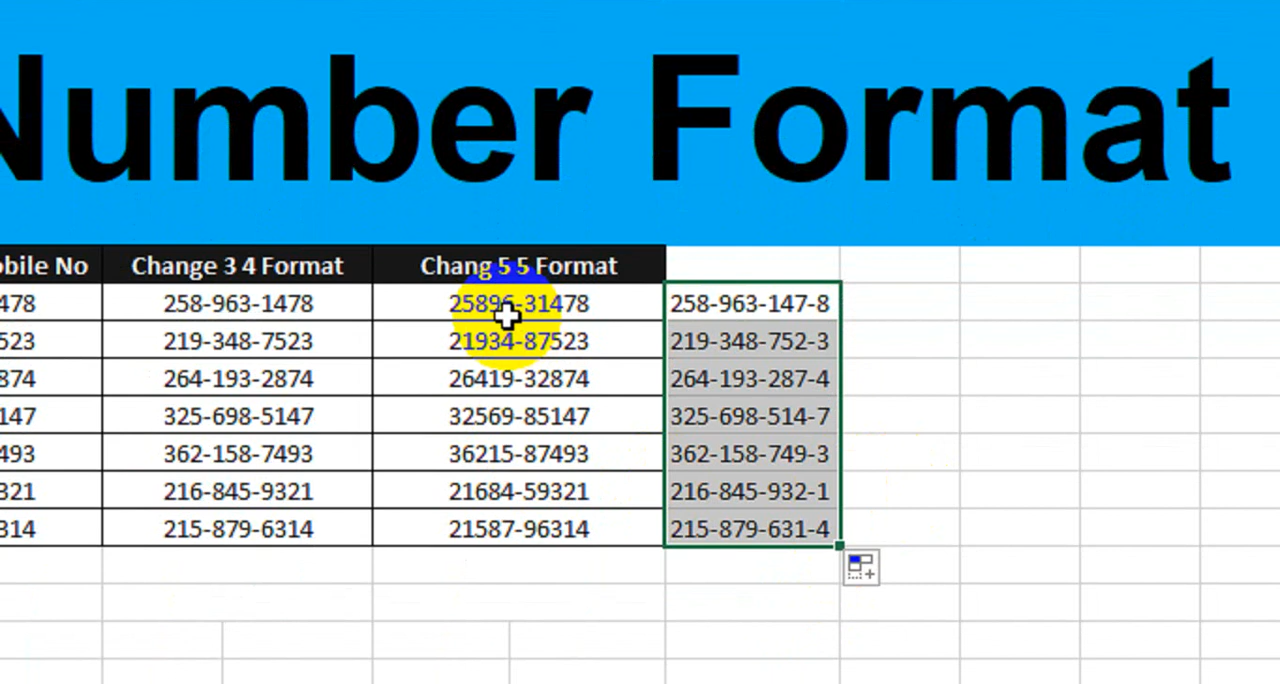 Number Format
obile No Change 3 4 Format Chang 5 5 Format
478 258-963-1478 25896-31478 258-963-147-8
523 219-348-7523 21934-87523 219-348-752-3
874 264-193-2874 26419-32874 264-193-287-4
147 325-698-5147 32569-85147 325-698-514-7
493 362-158-7493 36215-87493 362-158-749-3
321 216-845-9321 21684-59321 216-845-932-1
314 215-879-6314 21587-96314 215-879-631-4